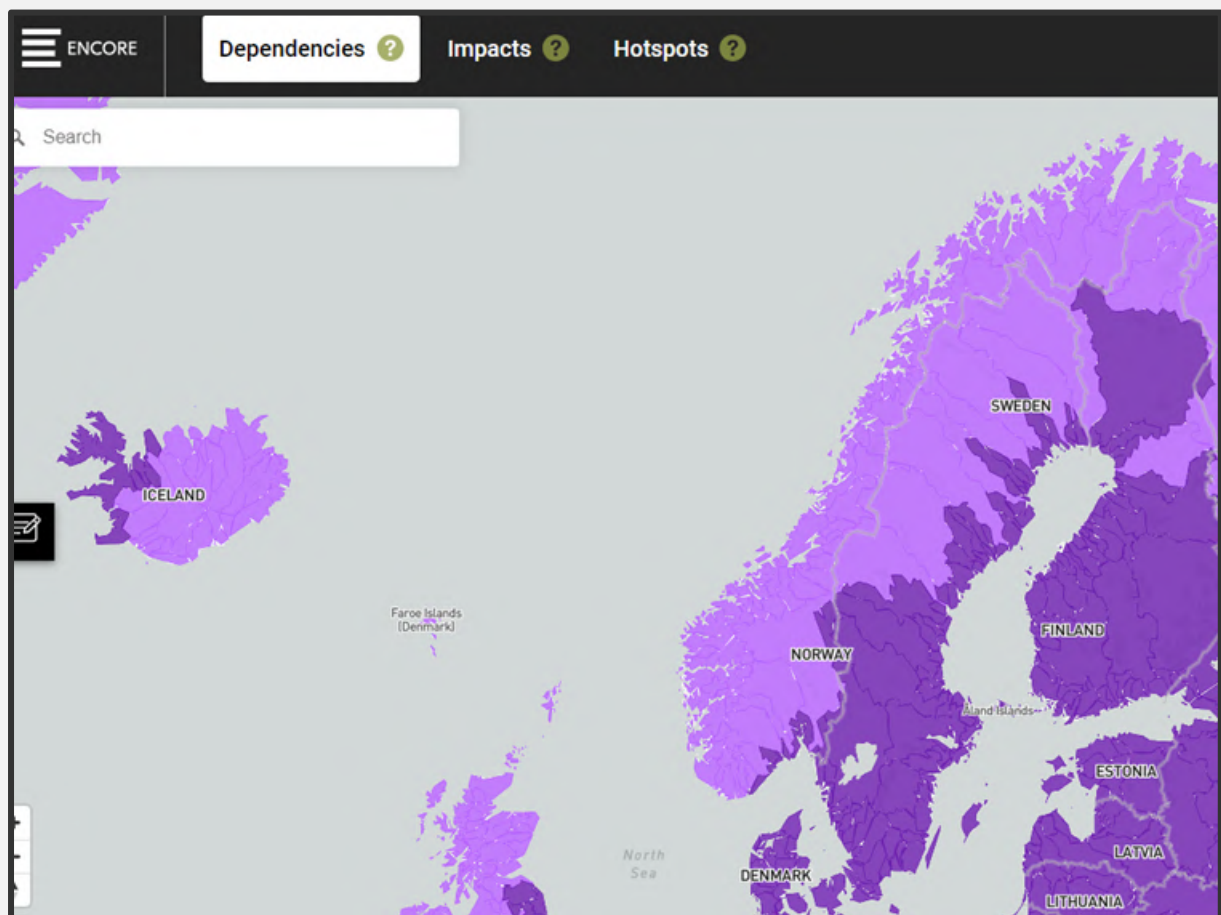 ENCORE
Dependencies ?
Impacts ?
Hotspots ?
Search
SWEDEN
ICELAND
Faroe Islands
(Denmark)
FINLAND
NORWAY
Åland Islands
ESTONIA
North
Sea
LATVIA
DENMARK
LITHUANIA